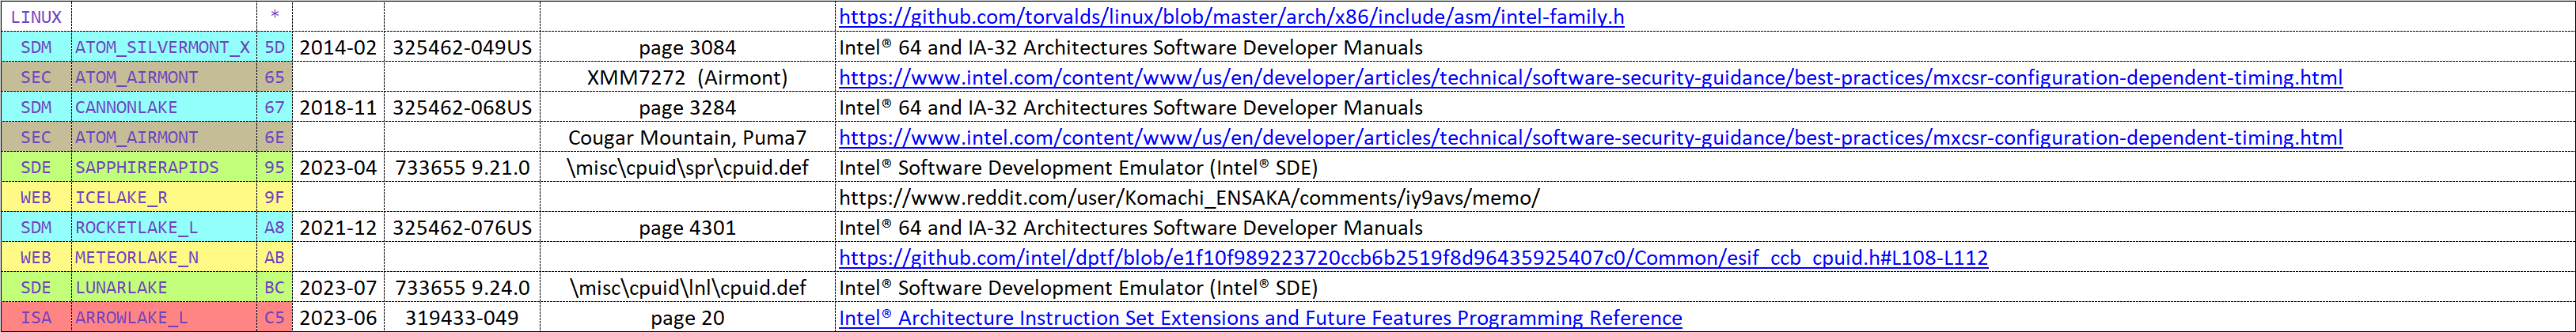 LINUX * https://github.com/torvalds/linux/blob/master/arch/x86/include/asm/intel-family.h
SDM ATOM_SILVERMONT_X 5D 2014-02 325462-049US page 3084 Intel® 64 and IA-32 Architectures Software Developer Manuals
SEC ATOM_AIRMONT 65 XMM7272 (Airmont) https://www.intel.com/content/www/us/en/developer/articles/technical/software-security-guidance/best-practices/mxcsr-configuration-dependent-timing.html
SDM CANNONLAKE 67 2018-11 325462-068US page 3284 Intel® 64 and IA-32 Architectures Software Developer Manuals
SEC ATOM_AIRMONT 6E Cougar Mountain, Puma7 https://www.intel.com/content/www/us/en/developer/articles/technical/software-security-guidance/best-practices/mxcsr-configuration-dependent-timing.html
SDE SAPPHIRERAPIDS 95 2023-04 733655 9.21.0 \misc\cpuid\spr\cpuid.def Intel® Software Development Emulator (Intel® SDE)
WEB ICELAKE_R 9F https://www.reddit.com/user/Komachi_ENSAKA/comments/iy9avs/memo/
SDM ROCKETLAKE_L A8 2021-12 325462-076US page 4301 Intel® 64 and IA-32 Architectures Software Developer Manuals
WEB METEORLAKE_N AB https://github.com/intel/dptf/blob/e1f10f989223720ccb6b2519f8d96435925407c0/Common/esif_ccb_cpuid.h#L108-L112
SDE LUNARLAKE BC 2023-07 733655 9.24.0 \misc\cpuid\lnl\cpuid.def Intel® Software Development Emulator (Intel® SDE)
ISA ARROWLAKE_L C5 2023-06 319433-049 page 20 Intel® Architecture Instruction Set Extensions and Future Features Programming Reference